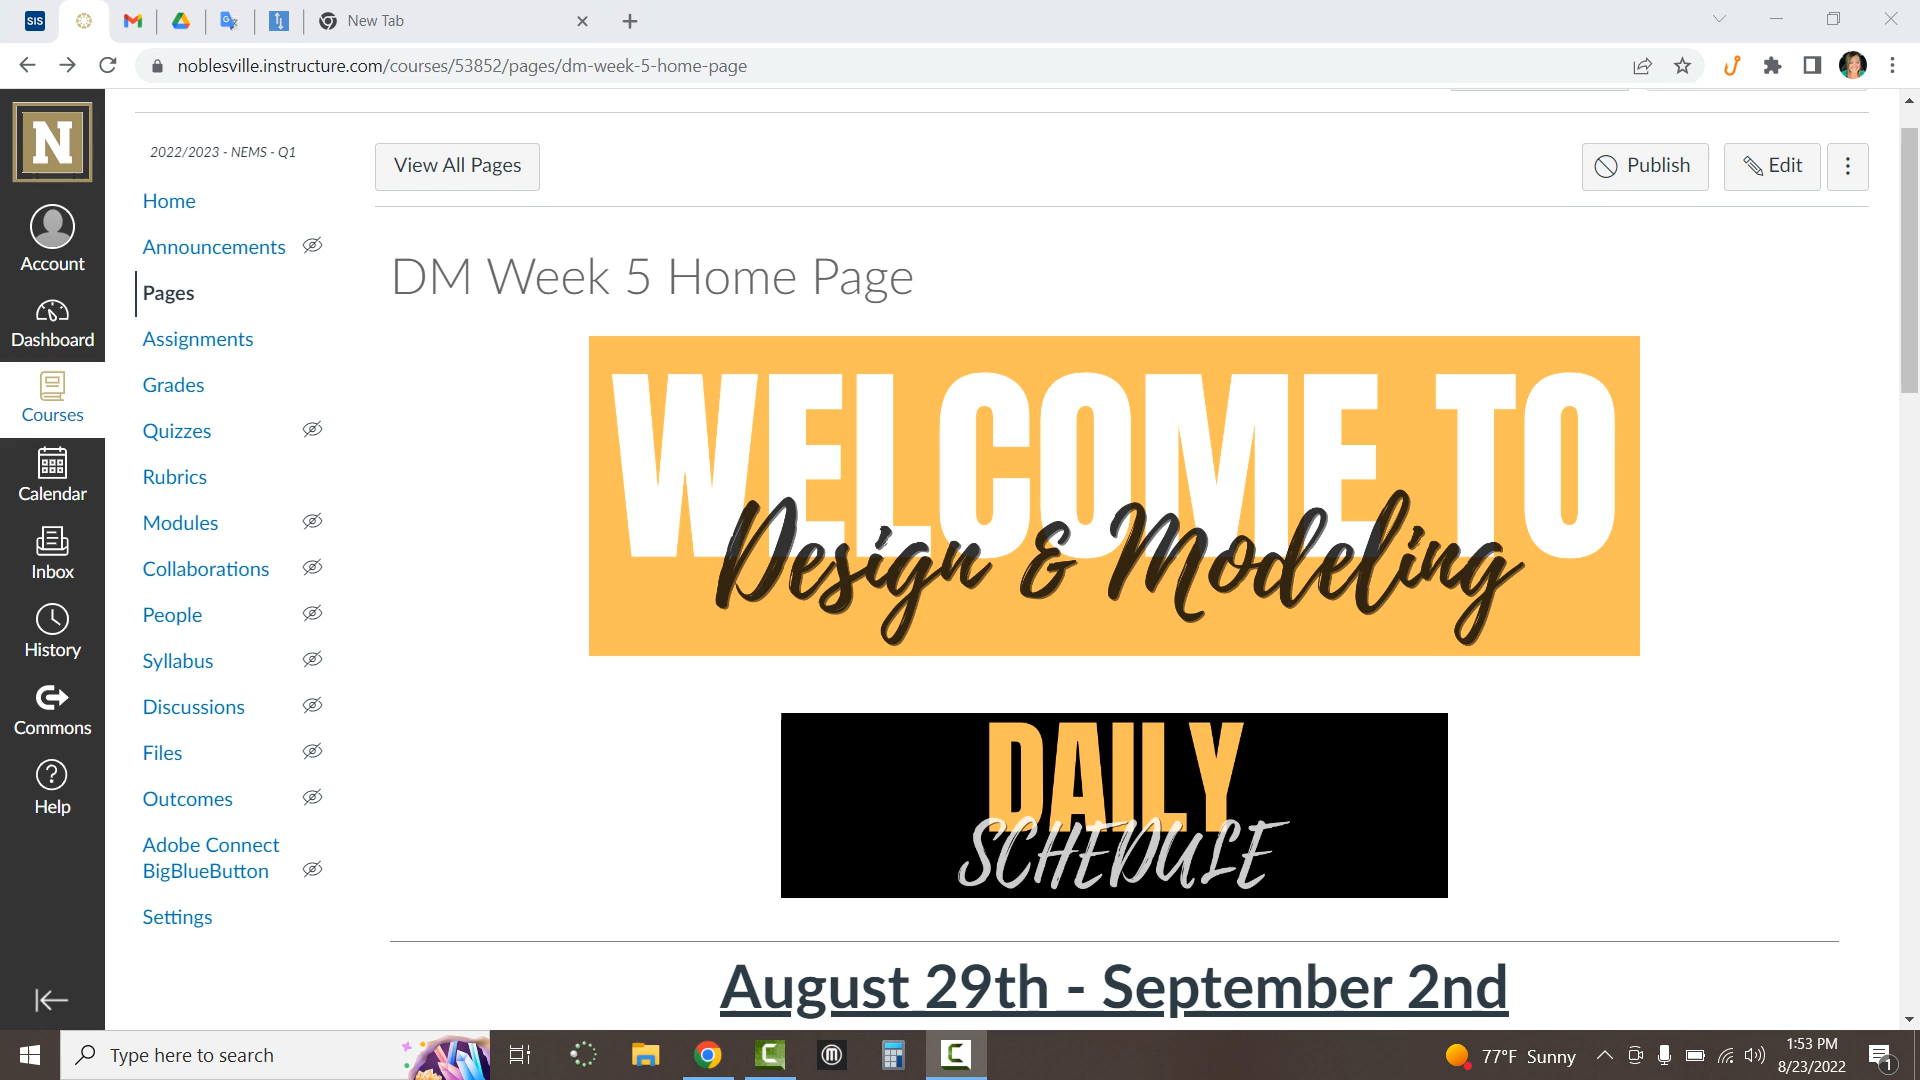 SIS
New Tab
noblesville.instructure.com/courses/53852/pages/dm-week-5-home-page
N
Account
Dashboard
Courses
Calendar
Inbox
History
Commons
Help
2022/2023 - NEMS - Q1
Home
Announcements
Pages
Assignments
Grades
Quizzes
Rubrics
Modules
Collaborations
People
Syllabus
Discussions
Files
Outcomes
Adobe Connect
BigBlueButton
Settings
View All Pages
Publish
Edit
DM Week 5 Home Page
WELCOME TO
Design & Modeling
DAILY
SCHEDULE
August 29th - September 2nd
Type here to search
77°F Sunny
1:53 PM
8/23/2022
1